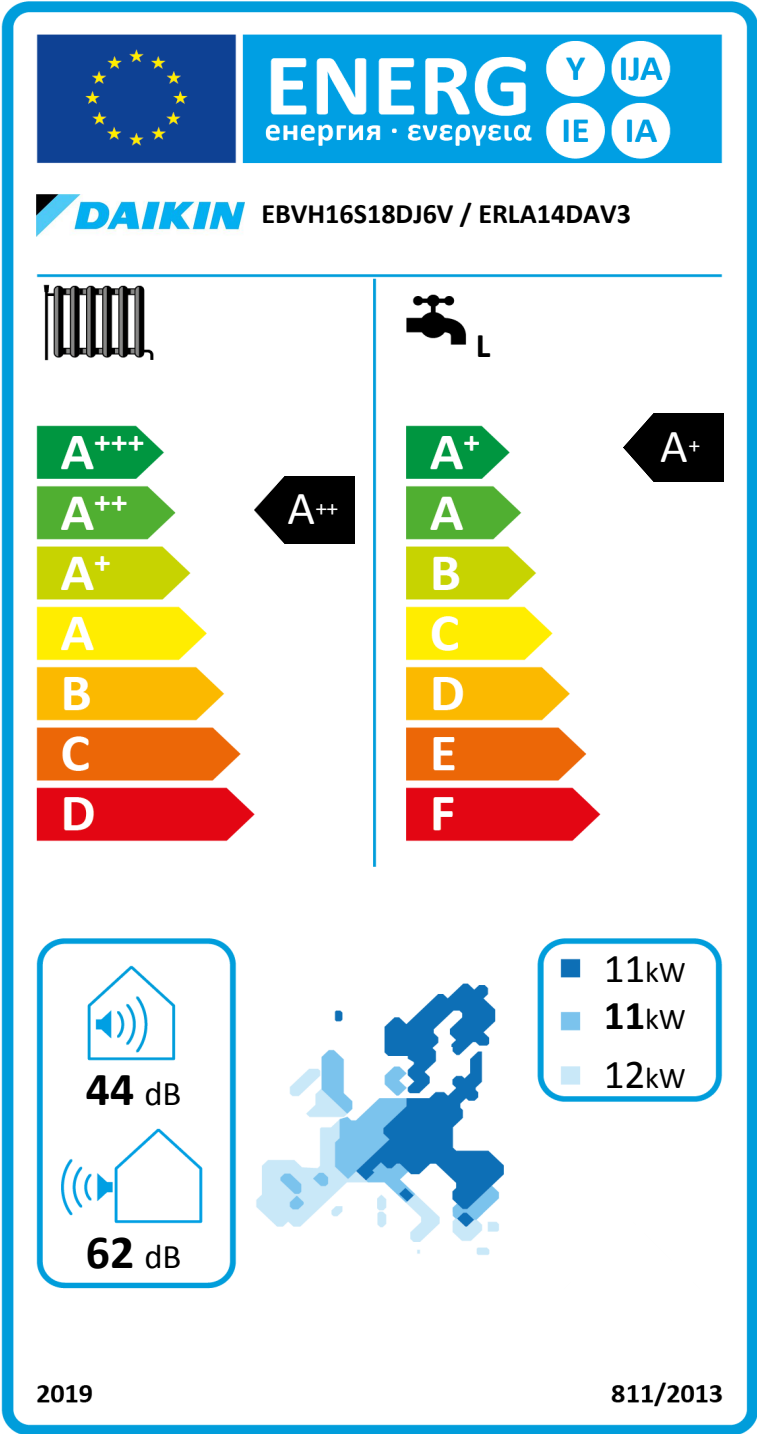 ENERG Y IJA
енергия · ενεργεια IE IA
DAIKIN EBVH16S18DJ6V / ERLA14DAV3
L
A+++
A++
A++
A+
A
B
C
D
A+
A+
A
B
C
D
E
F
44 dB
62 dB
11kW
11kW
12kW
2019 811/2013